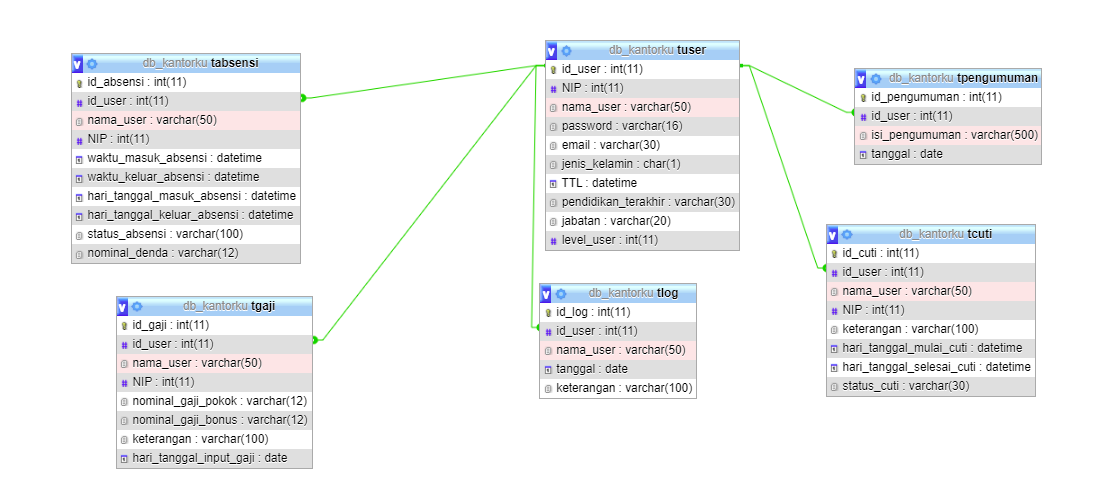 db_kantorku tabsensi
id_absensi : int(11)
id_user : int(11)
nama_user : varchar(50)
NIP : int(11)
waktu_masuk_absensi : datetime
waktu_keluar_absensi : datetime
hari_tanggal_masuk_absensi : datetime
hari_tanggal_keluar_absensi : datetime
status_absensi : varchar(100)
nominal_denda : varchar(12)
db_kantorku tgaji
id_gaji : int(11)
id_user : int(11)
nama_user : varchar(50)
NIP : int(11)
nominal_gaji_pokok : varchar(12)
nominal_gaji_bonus : varchar(12)
keterangan : varchar(100)
hari_tanggal_input_gaji : date
db_kantorku tuser
id_user : int(11)
NIP : int(11)
nama_user : varchar(50)
password : varchar(16)
email : varchar(30)
jenis_kelamin : char(1)
TTL : datetime
pendidikan_terakhir : varchar(30)
jabatan : varchar(20)
level_user : int(11)
db_kantorku tlog
id_log : int(11)
id_user : int(11)
nama_user : varchar(50)
tanggal : date
keterangan : varchar(100)
db_kantorku tpengumuman
id_pengumuman : int(11)
id_user : int(11)
isi_pengumuman : varchar(500)
tanggal : date
db_kantorku tcuti
id_cuti : int(11)
id_user : int(11)
nama_user : varchar(50)
NIP : int(11)
keterangan : varchar(100)
hari_tanggal_mulai_cuti : datetime
hari_tanggal_selesai_cuti : datetime
status_cuti : varchar(30)